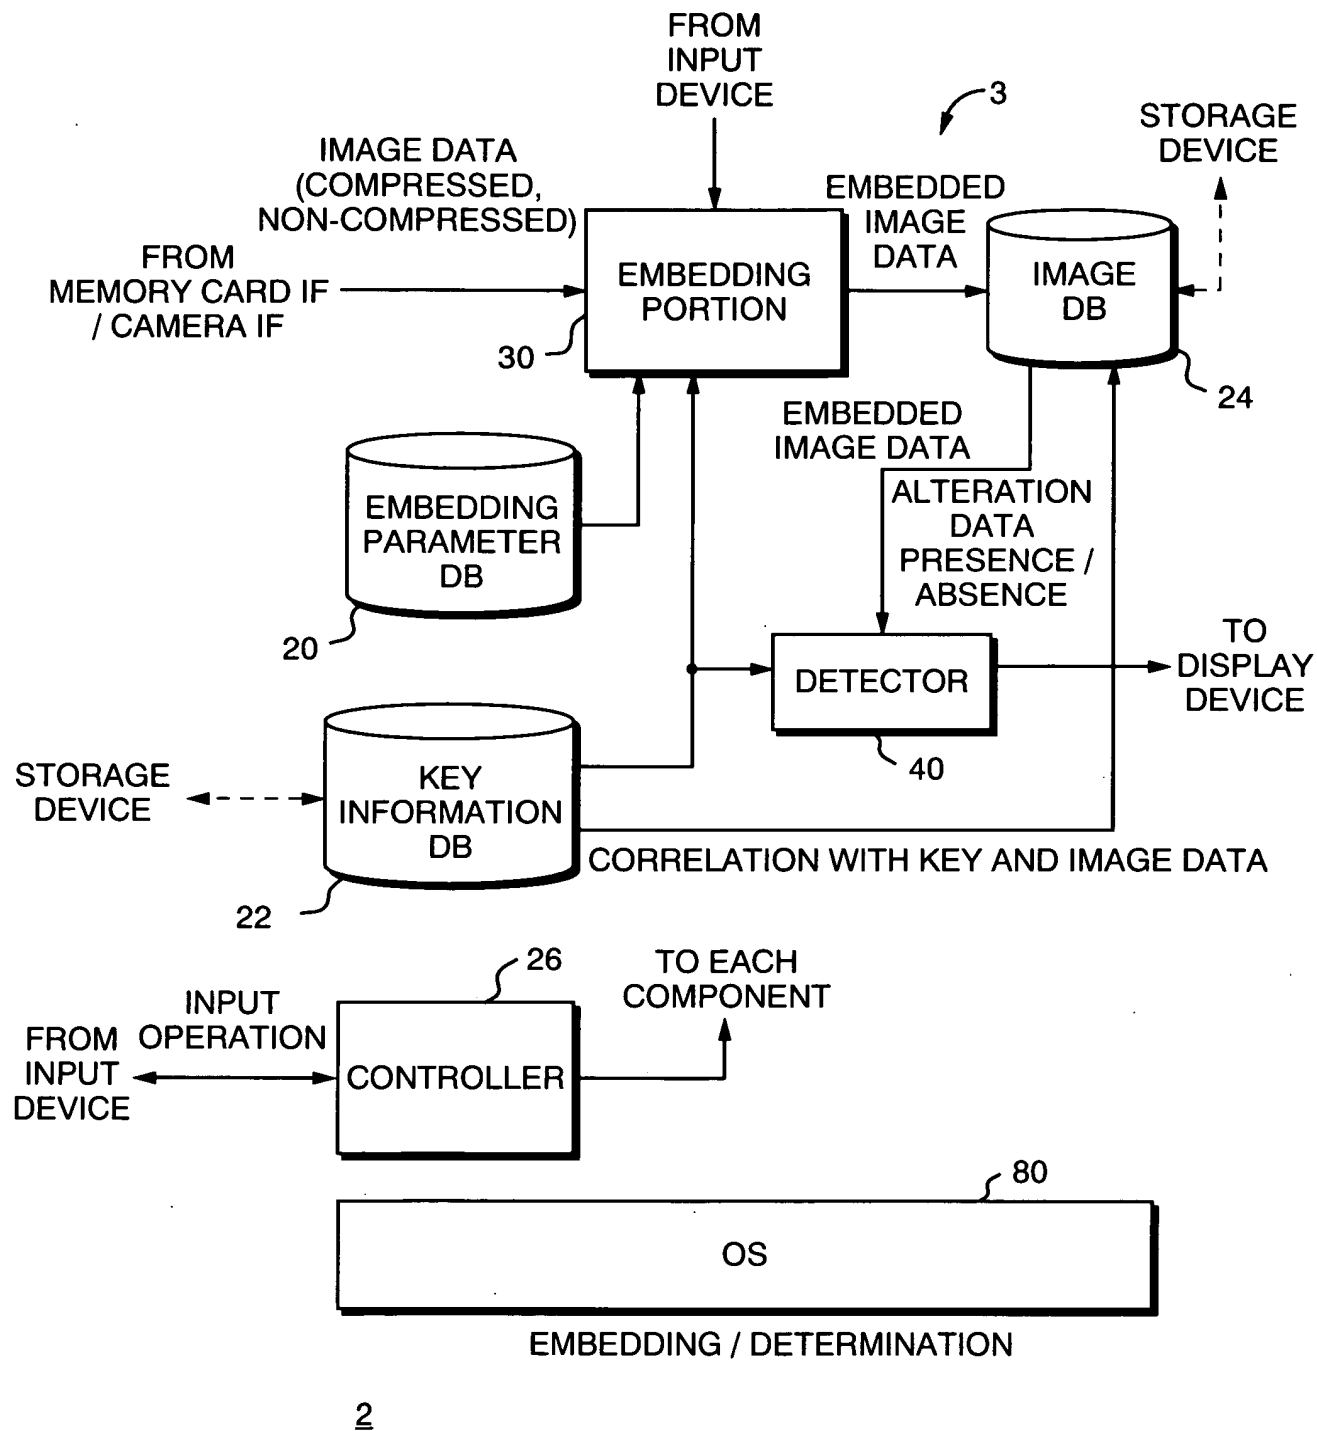 FROM
INPUT
DEVICE
3
STORAGE
DEVICE
IMAGE DATA
(COMPRESSED,
NON-COMPRESSED)
EMBEDDED
IMAGE
DATA
FROM
MEMORY CARD IF
/ CAMERA IF
EMBEDDING
PORTION
30
IMAGE
DB
24
EMBEDDED
IMAGE DATA
EMBEDDING
PARAMETER
DB
20
ALTERATION
DATA
PRESENCE /
ABSENCE
DETECTOR
40
TO
DISPLAY
DEVICE
STORAGE
DEVICE
KEY
INFORMATION
DB
22
CORRELATION WITH KEY AND IMAGE DATA
26
TO EACH
COMPONENT
INPUT
OPERATION
FROM
INPUT
DEVICE
CONTROLLER
80
OS
EMBEDDING / DETERMINATION
2